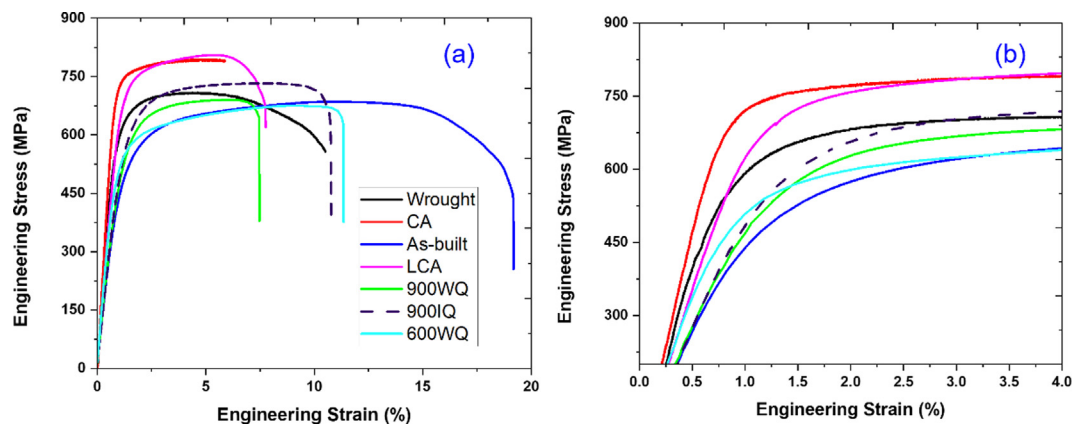 900
750
600
450
300
150
0
0
5
10
15
20
Engineering Stress (MPa)
Engineering Strain (%)
(a)
Wrought
CA
As-built
LCA
900WQ
900IQ
600WQ
900
750
600
450
300
0.0
0.5
1.0
1.5
2.0
2.5
3.0
3.5
4.0
Engineering Stress (MPa)
Engineering Strain (%)
(b)